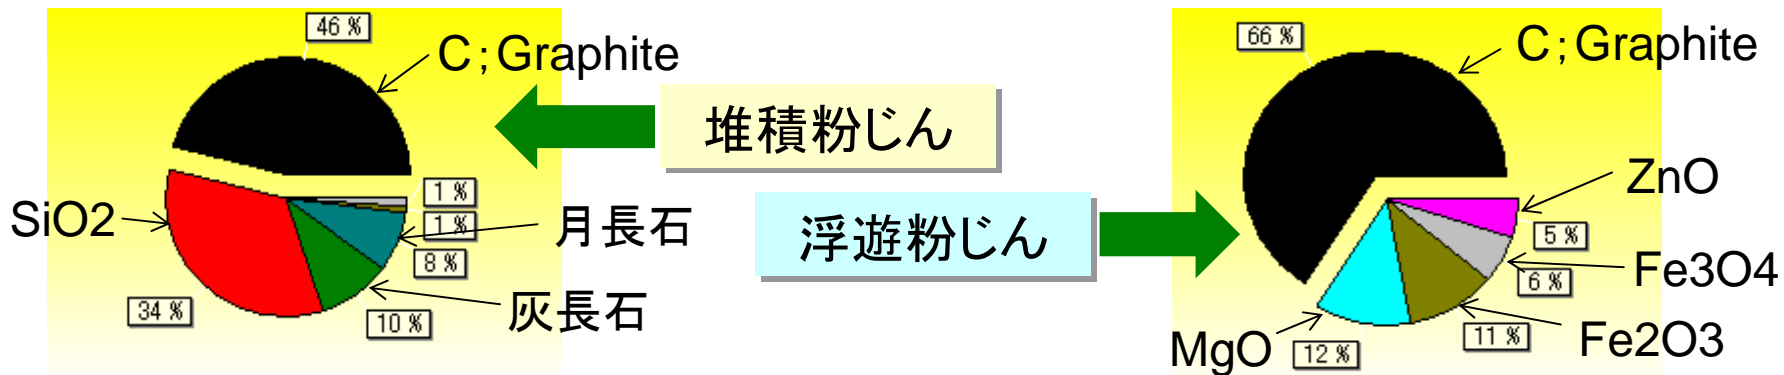 46 %
C；Graphite
堆積粉じん
1 %
1 %
8 %
月長石
SiO2
34 %
10 %
灰長石
66 %
C；Graphite
浮遊粉じん
ZnO
5 %
Fe3O4
6 %
11 %
Fe2O3
MgO
12 %